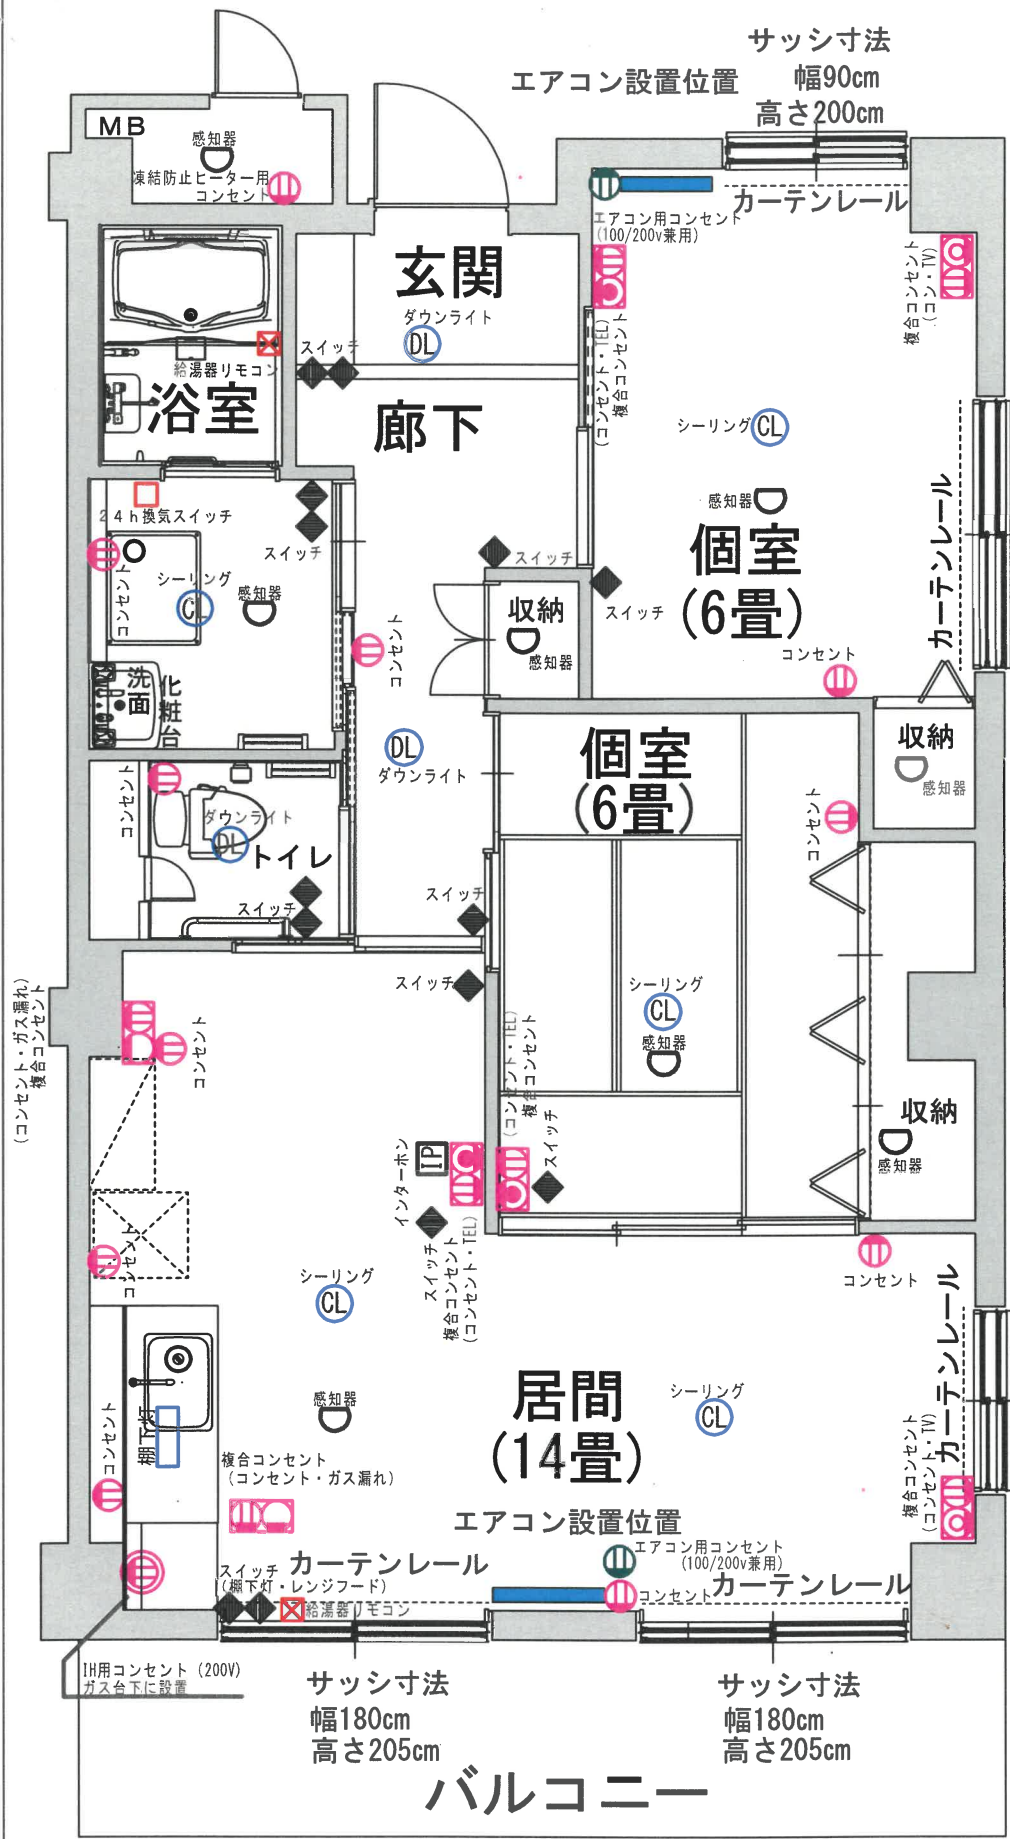 サッシ寸法
幅90cm
高さ200cm
エアコン設置位置
MB
感知器
凍結防止ヒーター用
コンセント
カーテンレール
エアコン用コンセント
(100/200v兼用)
複合コンセント
(コン・TV)
玄関
ダウンライト
DL
スイッチ
給湯器リモコン
浴室
廊下
複合コンセント
(コンセント・TEL)
シーリング
CL
感知器
個室
(6畳)
カーテンレール
24h換気スイッチ
スイッチ
コンセント
シーリング
CL
感知器
スイッチ
スイッチ
収納
感知器
コンセント
コンセント
洗面
化粧台
DL
ダウンライト
個室
(6畳)
収納
感知器
コンセント
コンセント
ダウンライト
DL
トイレ
スイッチ
スイッチ
スイッチ
シーリング
CL
感知器
複合コンセント
(コンセント・ガス漏れ)
コンセント
複合コンセント
(コンセント・TEL)
スイッチ
収納
感知器
インターホン
IP
スイッチ
複合コンセント
(コンセント・TEL)
コンセント
シーリング
CL
コンセント
カーテンレール
居間
(14畳)
シーリング
CL
感知器
棚下灯
コンセント
複合コンセント
(コンセント・ガス漏れ)
複合コンセント
(コンセント・TV)
エアコン設置位置
エアコン用コンセント
(100/200v兼用)
スイッチ
(棚下灯・レンジフード)
カーテンレール
コンセント
カーテンレール
給湯器リモコン
IH用コンセント (200V)
ガス台下に設置
サッシ寸法
幅180cm
高さ205cm
サッシ寸法
幅180cm
高さ205cm
バルコニー